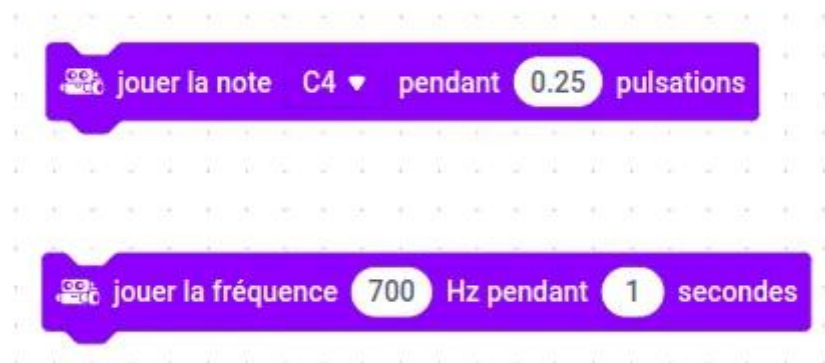 jouer la note C4 pendant 0.25 pulsations
jouer la fréquence 700 Hz pendant 1 secondes